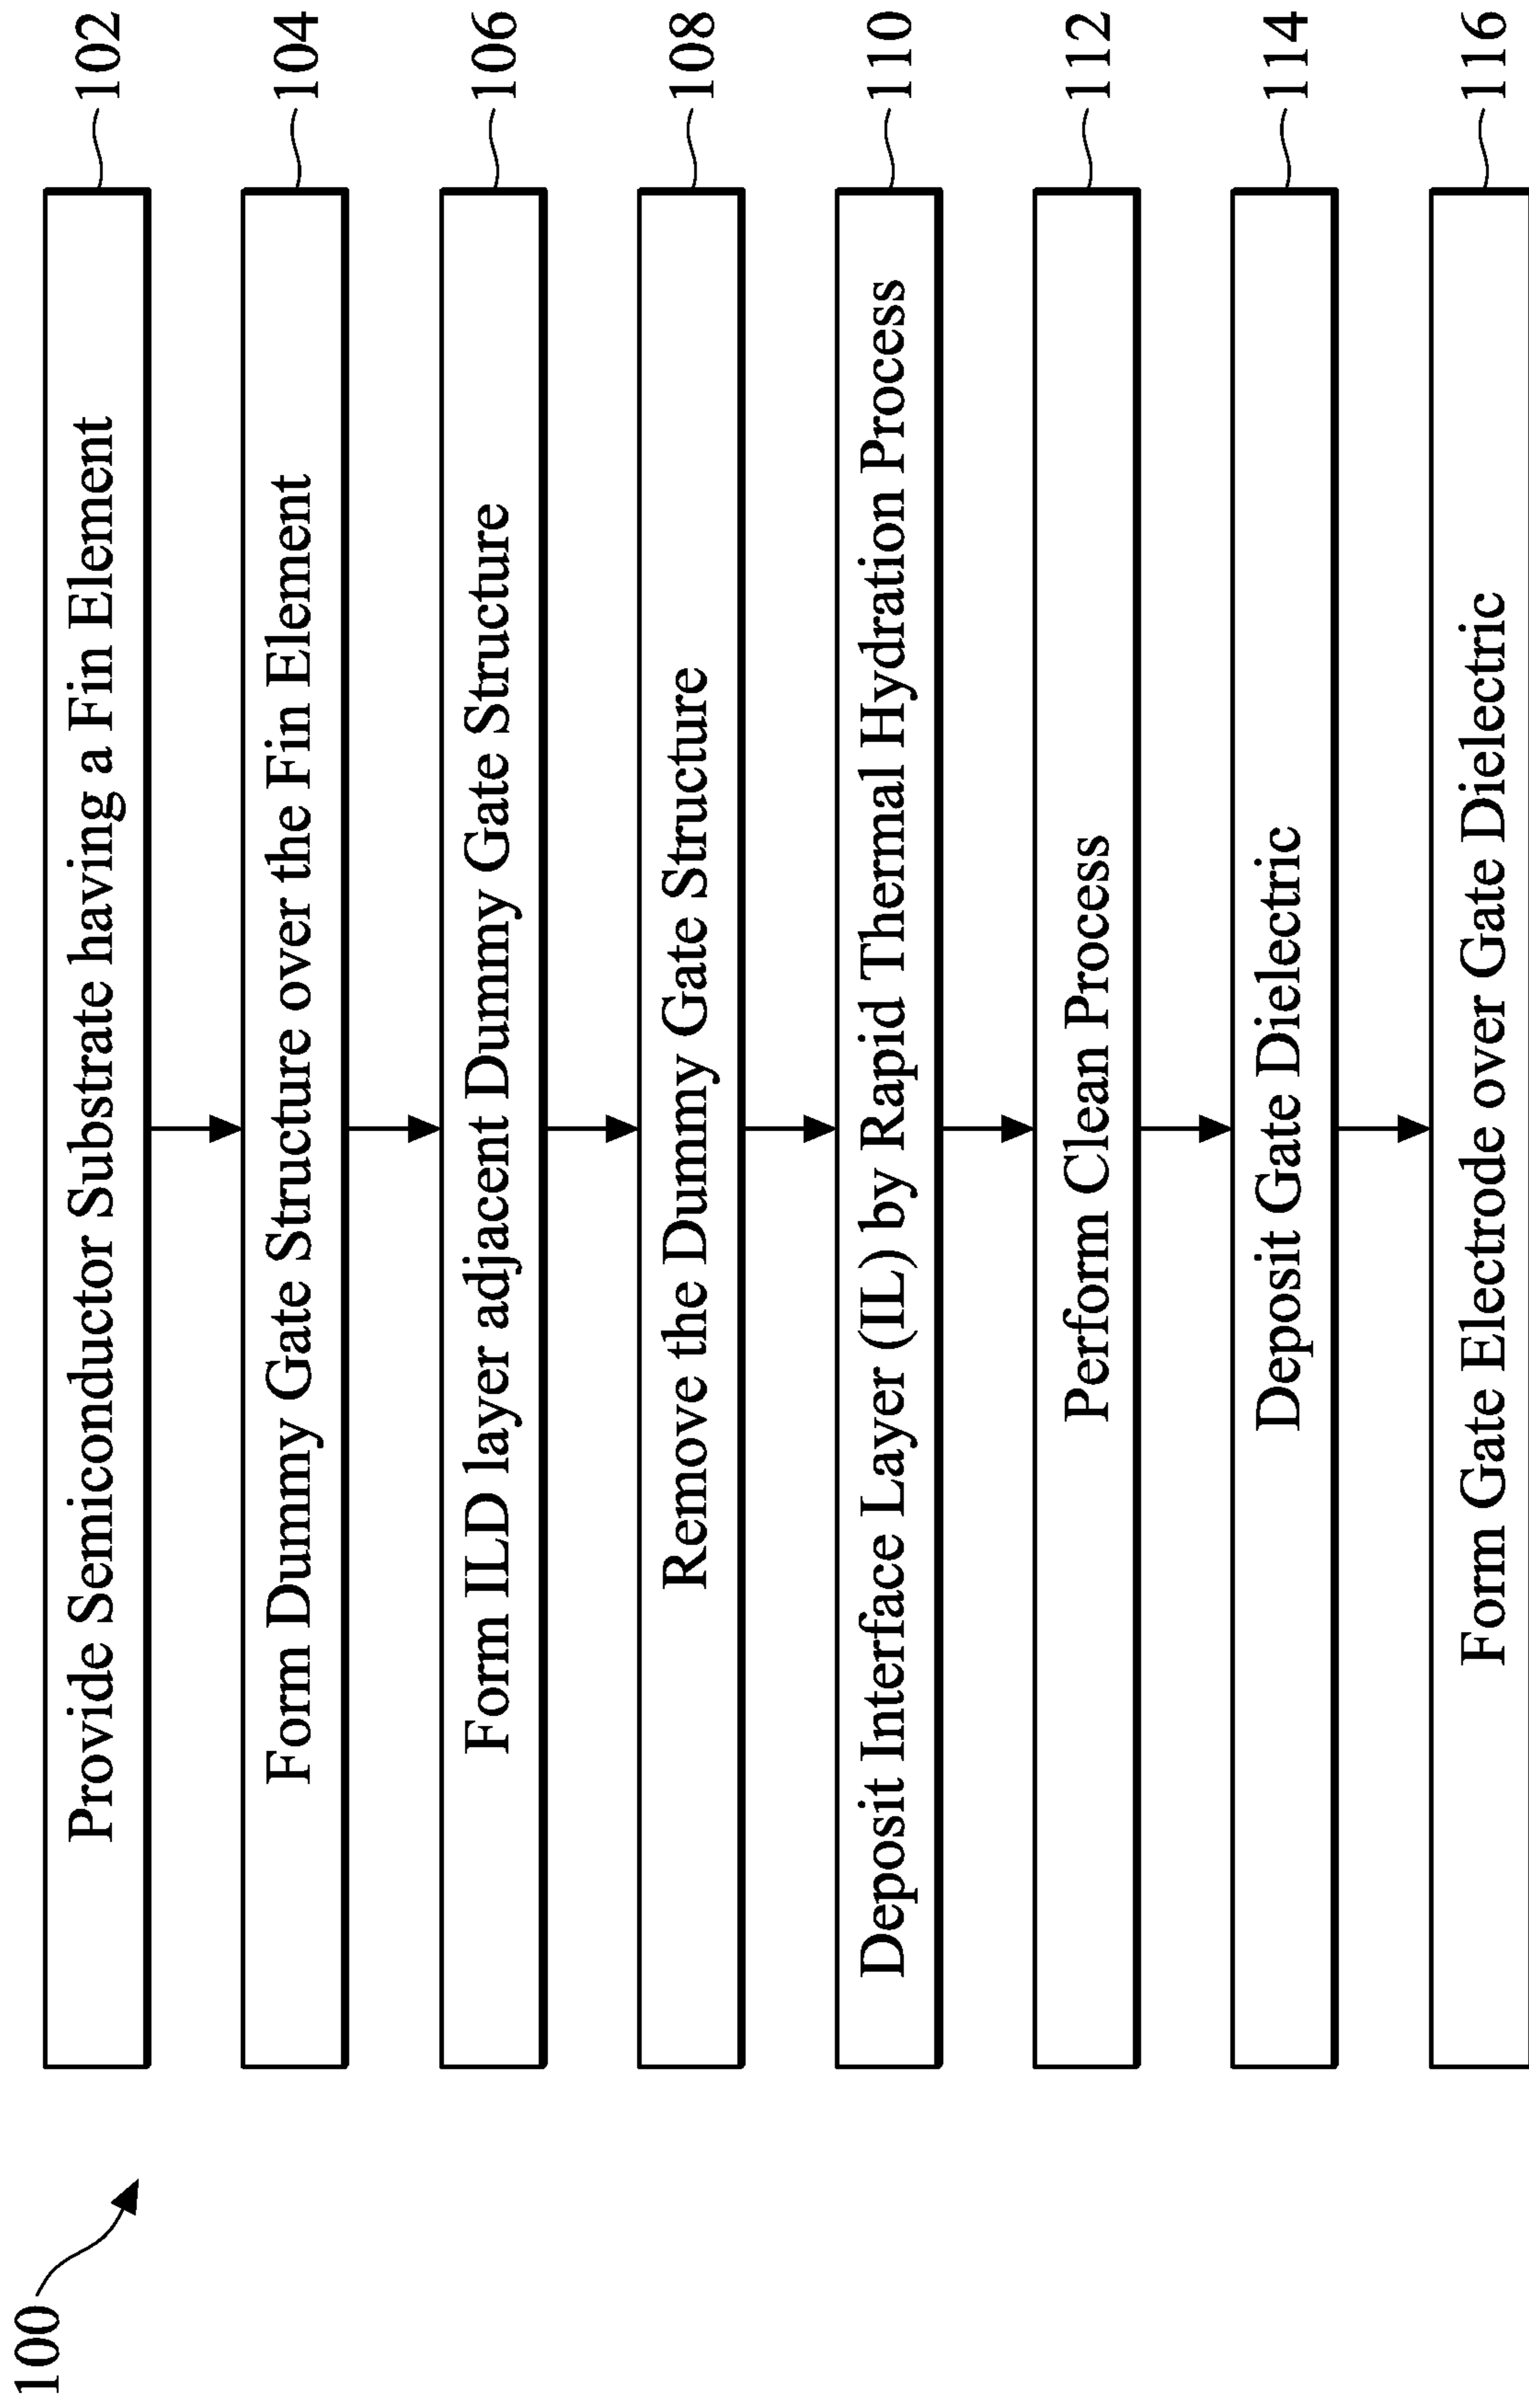 100
Provide Semiconductor Substrate having a Fin Element
102
Form Dummy Gate Structure over the Fin Element
104
Form ILD layer adjacent Dummy Gate Structure
106
Remove the Dummy Gate Structure
108
Deposit Interface Layer (IL) by Rapid Thermal Hydration Process
110
Perform Clean Process
112
Deposit Gate Dielectric
114
Form Gate Electrode over Gate Dielectric
116